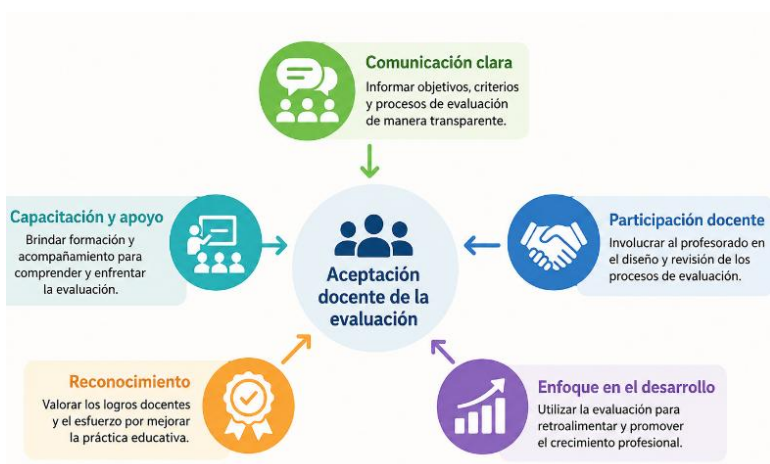 Comunicación clara
Informar objetivos, criterios
y procesos de evaluación
de manera transparente.
Capacitación y apoyo
Brindar formación y
acompañamiento para
comprender y enfrentar
la evaluación.
Aceptación
docente de la
evaluación
Participación docente
Involucrar al profesorado en
el diseño y revisión de los
procesos de evaluación.
Reconocimiento
Valorar los logros docentes
y el esfuerzo por mejorar
la práctica educativa.
Enfoque en el desarrollo
Utilizar la evaluación para
retroalimentar y promover
el crecimiento profesional.